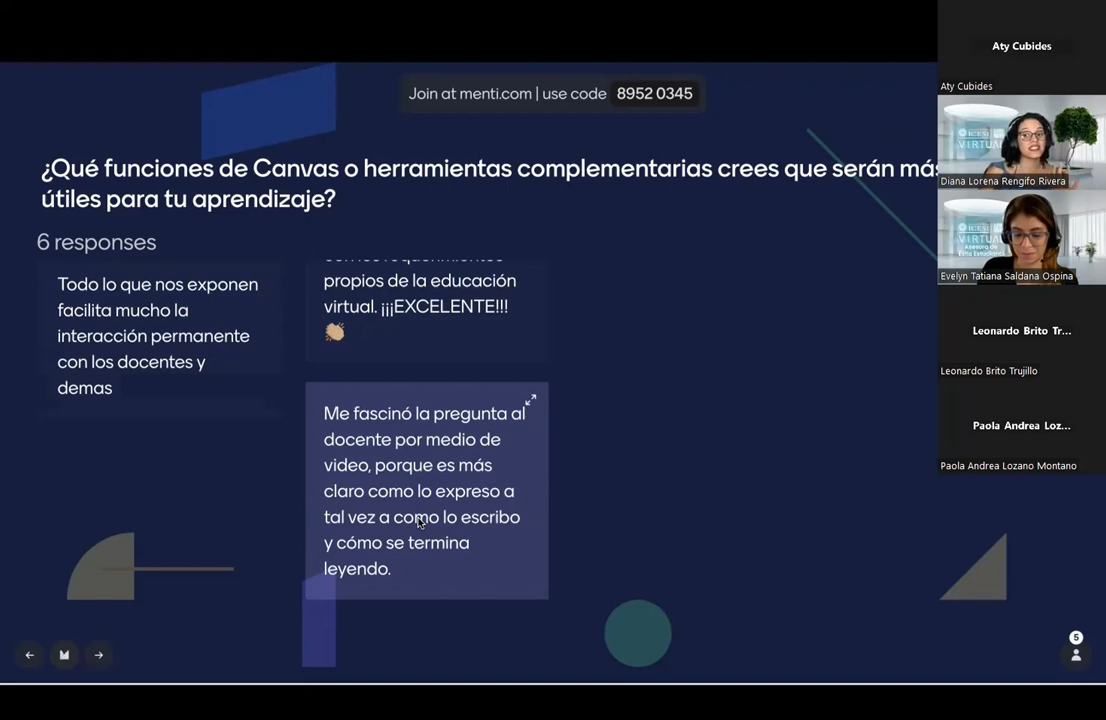 Join at menti.com | use code 8952 0345
¿Qué funciones de Canvas o herramientas complementarias crees que serán más
útiles para tu aprendizaje?
6 responses
Todo lo que nos exponen
facilita mucho la
interacción permanente
con los docentes y
demas
propios de la educación
virtual. ¡¡¡EXCELENTE!!!
Me fascinó la pregunta al
docente por medio de
video, porque es más
claro como lo expreso a
tal vez a como lo escribo
y cómo se termina
leyendo.
5
Aty Cubides
Aty Cubides
ICESI
VIRTUAL
Diana Lorena Rengifo Rivera
VIRTUAL
Asesora de
Evelyn Tatiana Saldana Ospina
Leonardo Brito Tr...
Leonardo Brito Trujillo
Paola Andrea Loz...
Paola Andrea Lozano Montano